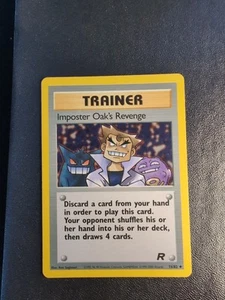 TRAINER
Imposter Oak's Revenge
Discard a card from your hand
in order to play this card.
Your opponent shuffles his or
her hand into his or her deck,
then draws 4 cards.
R